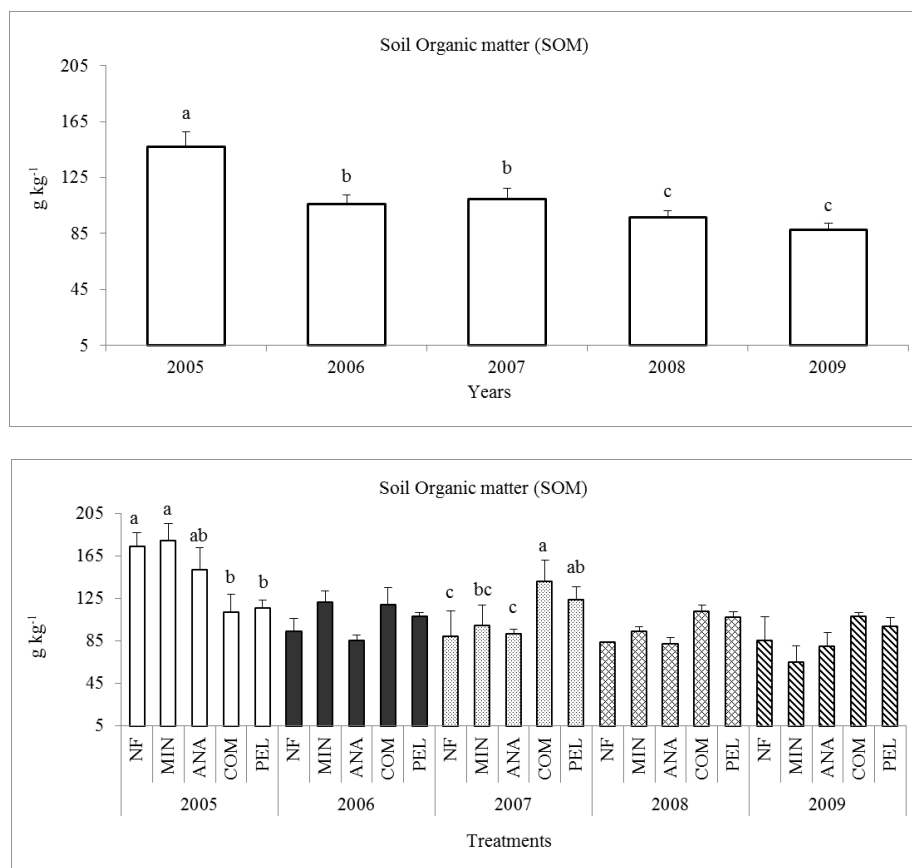 Soil Organic matter (SOM)
205
165
125
85
45
5
g kg-1
a
b
b
c
c
2005 2006 2007 2008 2009
Years
Soil Organic matter (SOM)
205
165
125
85
45
5
g kg-1
a a ab b b
c bc c a ab
NF MIN ANA COM PEL NF MIN ANA COM PEL NF MIN ANA COM PEL NF MIN ANA COM PEL NF MIN ANA COM PEL
2005 2006 2007 2008 2009
Treatments